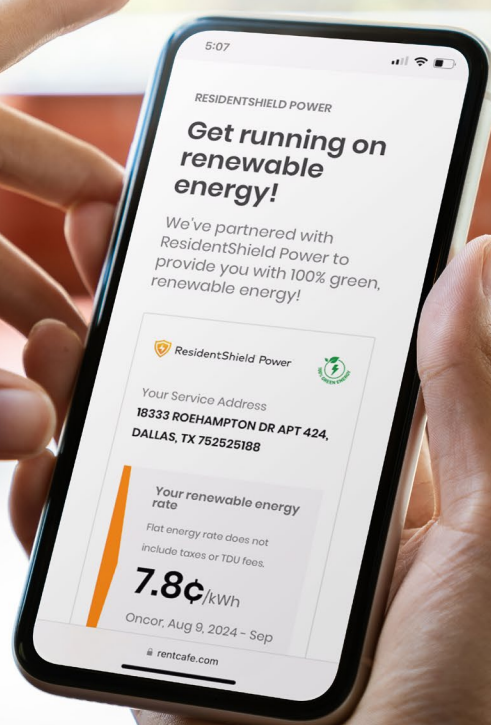 5:07
RESIDENTSHIELD POWER
Get running on
renewable
energy!
We've partnered with
ResidentShield Power to
provide you with 100% green,
renewable energy!
ResidentShield Power
100% GREEN ENERGY
Your Service Address
18333 ROEHAMPTON DR APT 424,
DALLAS, TX 752525188
Your renewable energy
rate
Flat energy rate does not
include taxes or TDU fees.
7.8¢/kWh
Oncor, Aug 9, 2024 - Sep
rentcafe.com